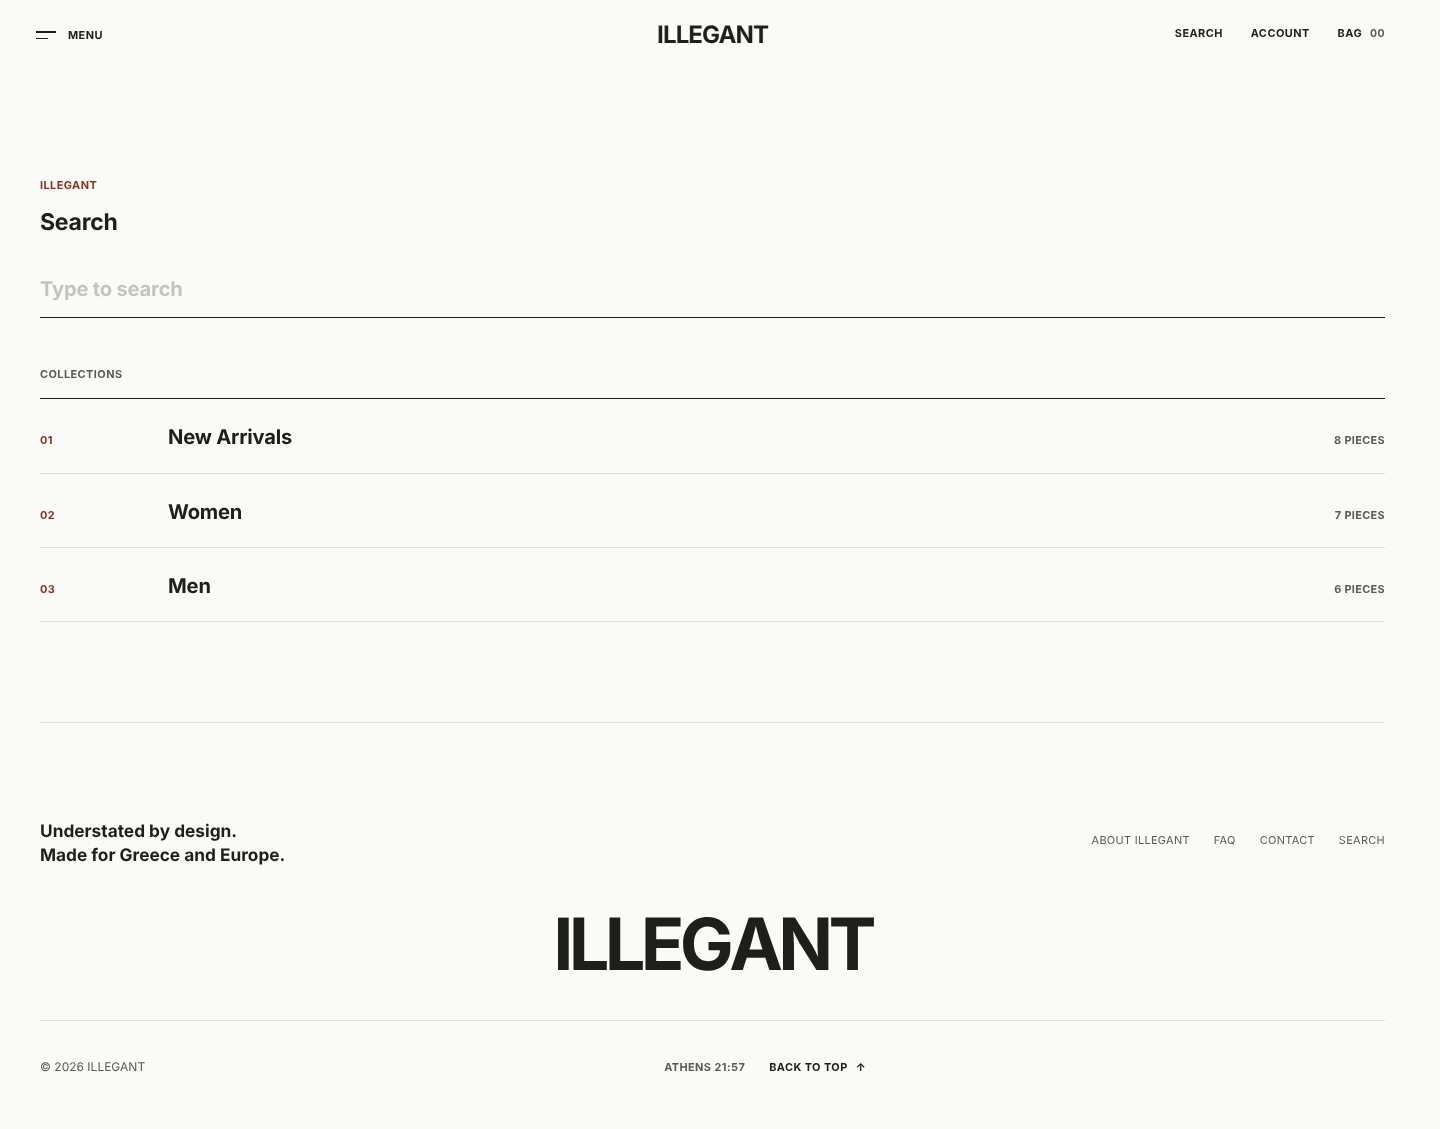 MENU
ILLEGANT
SEARCH ACCOUNT BAG 00
ILLEGANT
Search
Type to search
COLLECTIONS
01 New Arrivals 8 PIECES
02 Women 7 PIECES
03 Men 6 PIECES
Understated by design.
Made for Greece and Europe.
ABOUT ILLEGANT FAQ CONTACT SEARCH
ILLEGANT
© 2026 ILLEGANT
ATHENS 21:57 BACK TO TOP ↑